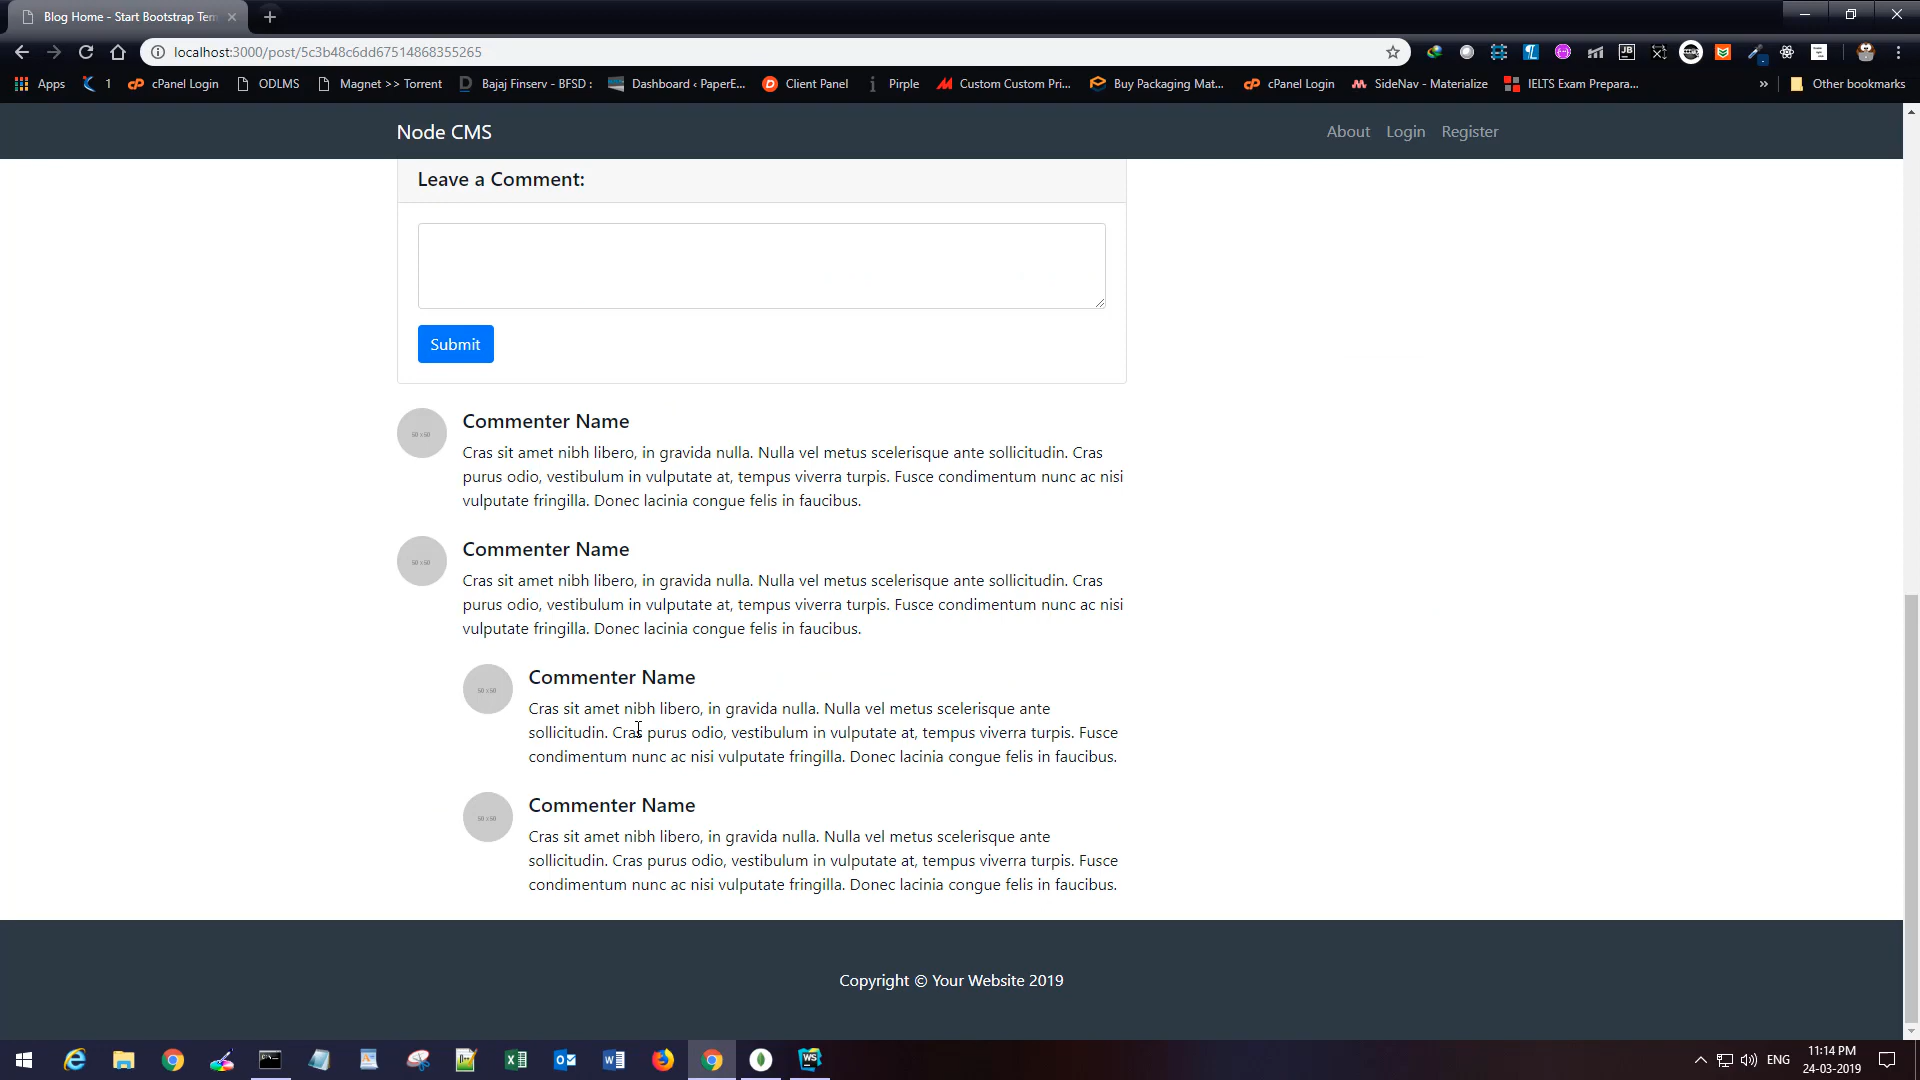 Blog Home - Start Bootstrap Tem
localhost:3000/post/5c3b48c6dd67514868355265
Apps
1
cPanel Login
ODLMS
Magnet >> Torrent
Bajaj Finserv - BFSD :
Dashboard ‹ PaperE...
Client Panel
Pirple
Custom Custom Pri...
Buy Packaging Mat...
cPanel Login
SideNav - Materialize
IELTS Exam Prepara...
»
Other bookmarks
Node CMS
About
Login
Register
Leave a Comment:
Submit
50 x 50
Commenter Name
Cras sit amet nibh libero, in gravida nulla. Nulla vel metus scelerisque ante sollicitudin. Cras
purus odio, vestibulum in vulputate at, tempus viverra turpis. Fusce condimentum nunc ac nisi
vulputate fringilla. Donec lacinia congue felis in faucibus.
50 x 50
Commenter Name
Cras sit amet nibh libero, in gravida nulla. Nulla vel metus scelerisque ante sollicitudin. Cras
purus odio, vestibulum in vulputate at, tempus viverra turpis. Fusce condimentum nunc ac nisi
vulputate fringilla. Donec lacinia congue felis in faucibus.
50 x 50
Commenter Name
Cras sit amet nibh libero, in gravida nulla. Nulla vel metus scelerisque ante
sollicitudin. Cras purus odio, vestibulum in vulputate at, tempus viverra turpis. Fusce
condimentum nunc ac nisi vulputate fringilla. Donec lacinia congue felis in faucibus.
50 x 50
Commenter Name
Cras sit amet nibh libero, in gravida nulla. Nulla vel metus scelerisque ante
sollicitudin. Cras purus odio, vestibulum in vulputate at, tempus viverra turpis. Fusce
condimentum nunc ac nisi vulputate fringilla. Donec lacinia congue felis in faucibus.
Copyright © Your Website 2019
ENG
11:14 PM
24-03-2019